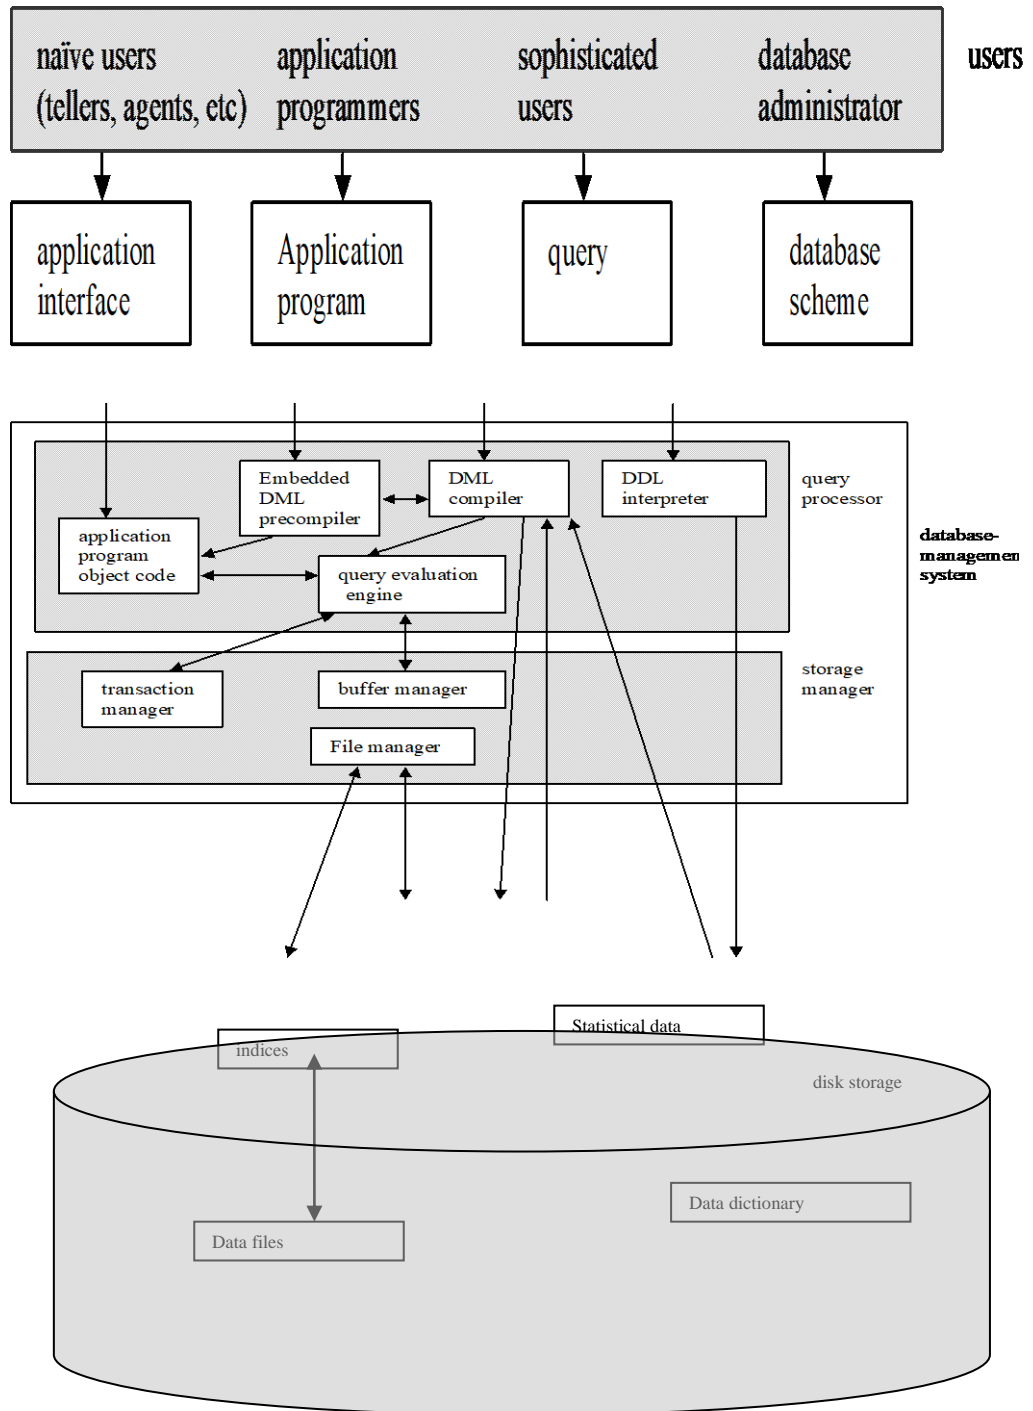 naïve users
(tellers, agents, etc)
application
programmers
sophisticated
users
database
administrator
users
application
interface
Application
program
query
database
scheme
Embedded
DML
precompiler
DML
compiler
DDL
interpreter
query
processor
application
program
object code
query evaluation
engine
database-
managemen
system
transaction
manager
buffer manager
storage
manager
File manager
Statistical data
indices
disk storage
Data dictionary
Data files